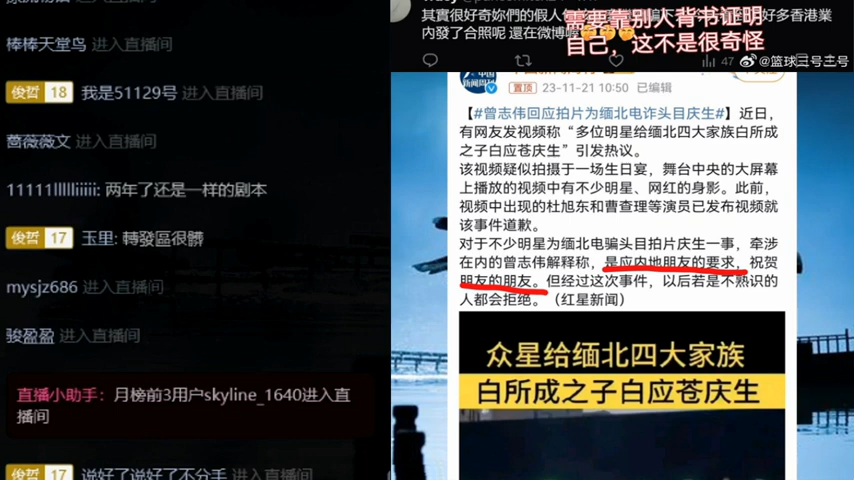 棒棒天堂鸟 进入直播间
俊哲 18 我是51129号 进入直播间
蔷薇薇文 进入直播间
11111lllllliiiii: 两年了还是一样的剧本
俊哲 17 玉里: 轉發區很髒
mysjz686 进入直播间
骏盈盈 进入直播间
直播小助手: 月榜前3用户skyline_1640进入直
播间
俊哲 17 说好了说好了不分手 进入直播间
其實很好奇妳們的假人
好多香港業
內發了合照呢 還在微博
需要靠别人背书证明
自己，这不是很奇怪
47
@篮球三号三号
中国
新闻周刊
置顶 23-11-21 10:50 已编辑
【#曾志伟回应拍片为缅北电诈头目庆生#】近日，
有网友发视频称“多位明星给缅北四大家族白所成
之子白应苍庆生”引发热议。
该视频疑似拍摄于一场生日宴，舞台中央的大屏幕
上播放的视频中有不少明星、网红的身影。此前，
视频中出现的杜旭东和曹查理等演员已发布视频就
该事件道歉。
对于不少明星为缅北电骗头目拍片庆生一事，牵涉
在内的曾志伟解释称，是应内地朋友的要求，祝贺
朋友的朋友。但经过这次事件，以后若是不熟识的
人都会拒绝。（红星新闻）
众星给缅北四大家族
白所成之子白应苍庆生